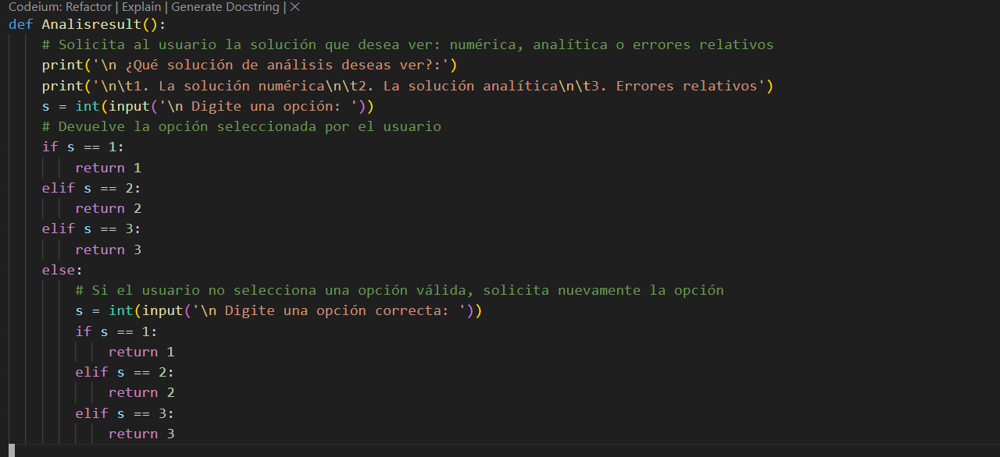 Codeium: Refactor | Explain | Generate Docstring | ×
def Analisresult():
    # Solicita al usuario la solución que desea ver: numérica, analítica o errores relativos
    print('\n ¿Qué solución de análisis deseas ver?:')
    print('\n\t1. La solución numérica\n\t2. La solución analítica\n\t3. Errores relativos')
    s = int(input('\n Digite una opción: '))
    # Devuelve la opción seleccionada por el usuario
    if s == 1:
        return 1
    elif s == 2:
        return 2
    elif s == 3:
        return 3
    else:
        # Si el usuario no selecciona una opción válida, solicita nuevamente la opción
        s = int(input('\n Digite una opción correcta: '))
        if s == 1:
            return 1
        elif s == 2:
            return 2
        elif s == 3:
            return 3